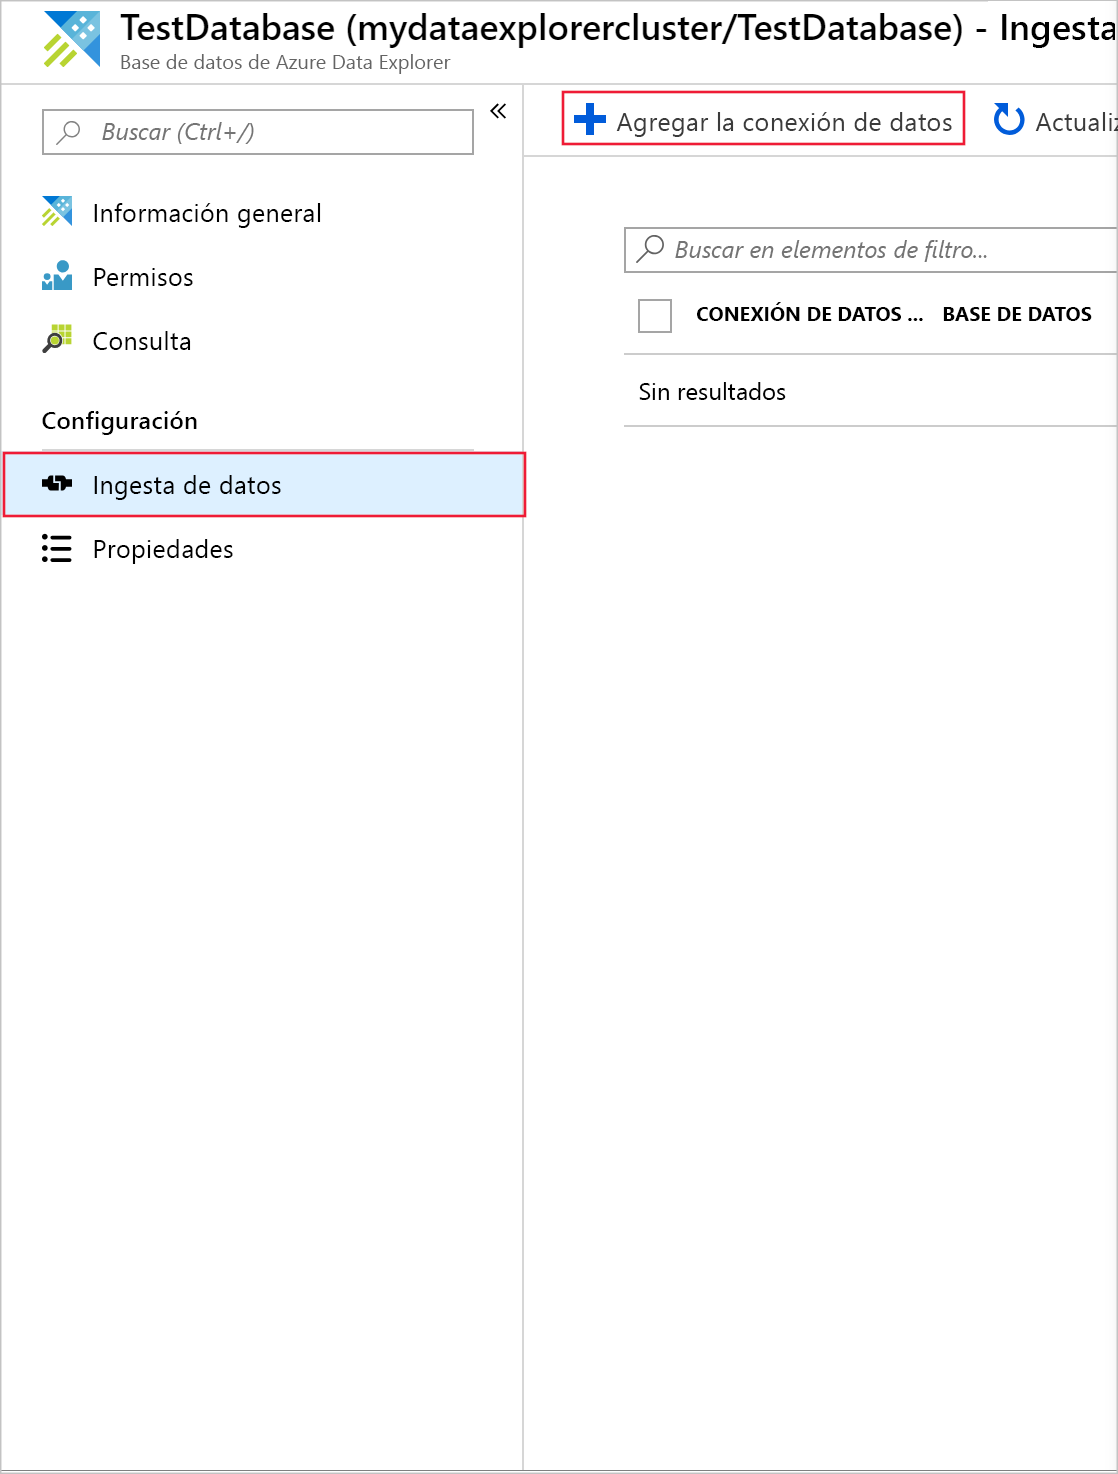 TestDatabase (mydataexplorercluster/TestDatabase) - Ingesta
Base de datos de Azure Data Explorer
Buscar (Ctrl+/)
Información general
Permisos
Consulta
Configuración
Ingesta de datos
Propiedades
Agregar la conexión de datos
Actualiz
Buscar en elementos de filtro...
CONEXIÓN DE DATOS ... BASE DE DATOS
Sin resultados